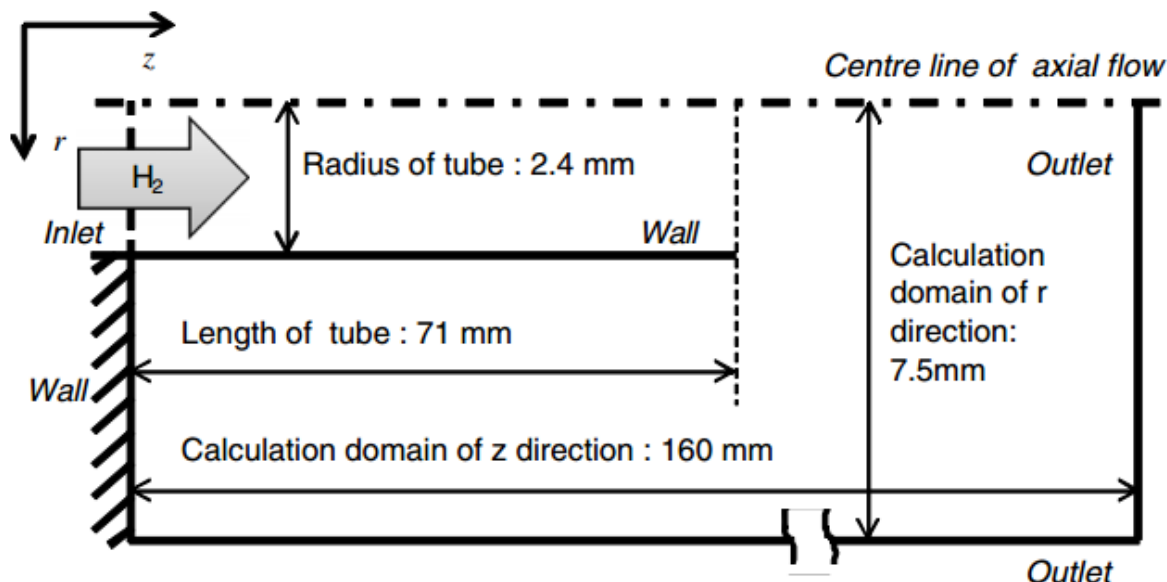 z
Centre line of axial flow
r
H2
Radius of tube : 2.4 mm
Outlet
Inlet
Wall
Calculation
domain of r
direction:
7.5mm
Length of tube : 71 mm
Wall
Calculation domain of z direction : 160 mm
Outlet